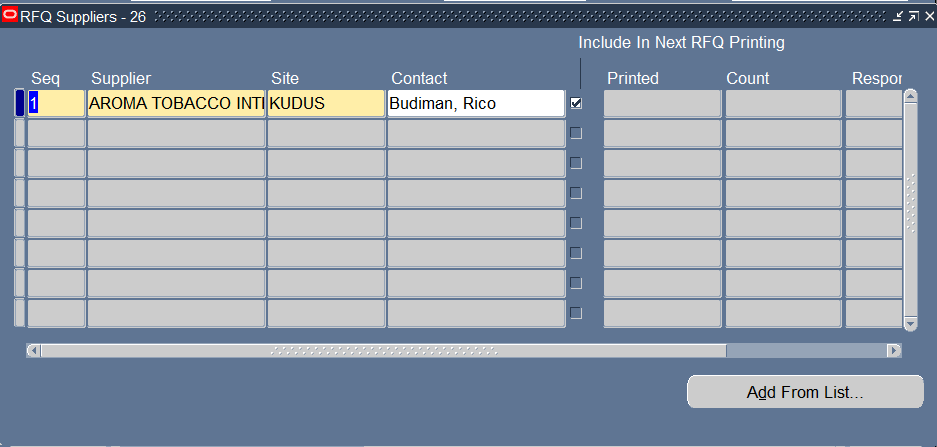 RFQ Suppliers - 26
Include In Next RFQ Printing
Seq Supplier Site Contact Printed Count Respor
1 AROMA TOBACCO INTI KUDUS Budiman, Rico
Add From List...